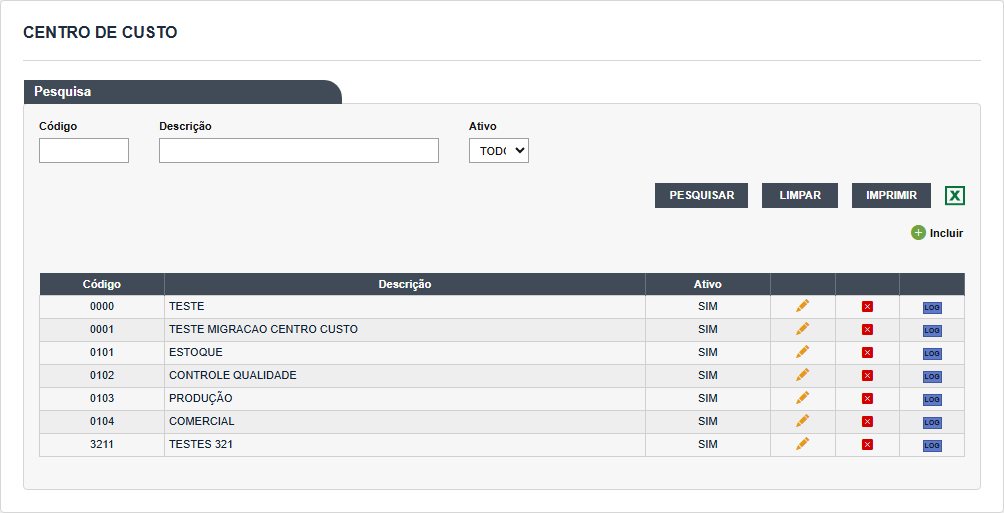 CENTRO DE CUSTO
Pesquisa
Código Descrição Ativo
TODO
PESQUISAR LIMPAR IMPRIMIR X
Incluir
Código Descrição Ativo
0000 TESTE SIM LOG
0001 TESTE MIGRACAO CENTRO CUSTO SIM LOG
0101 ESTOQUE SIM LOG
0102 CONTROLE QUALIDADE SIM LOG
0103 PRODUÇÃO SIM LOG
0104 COMERCIAL SIM LOG
3211 TESTES 321 SIM LOG